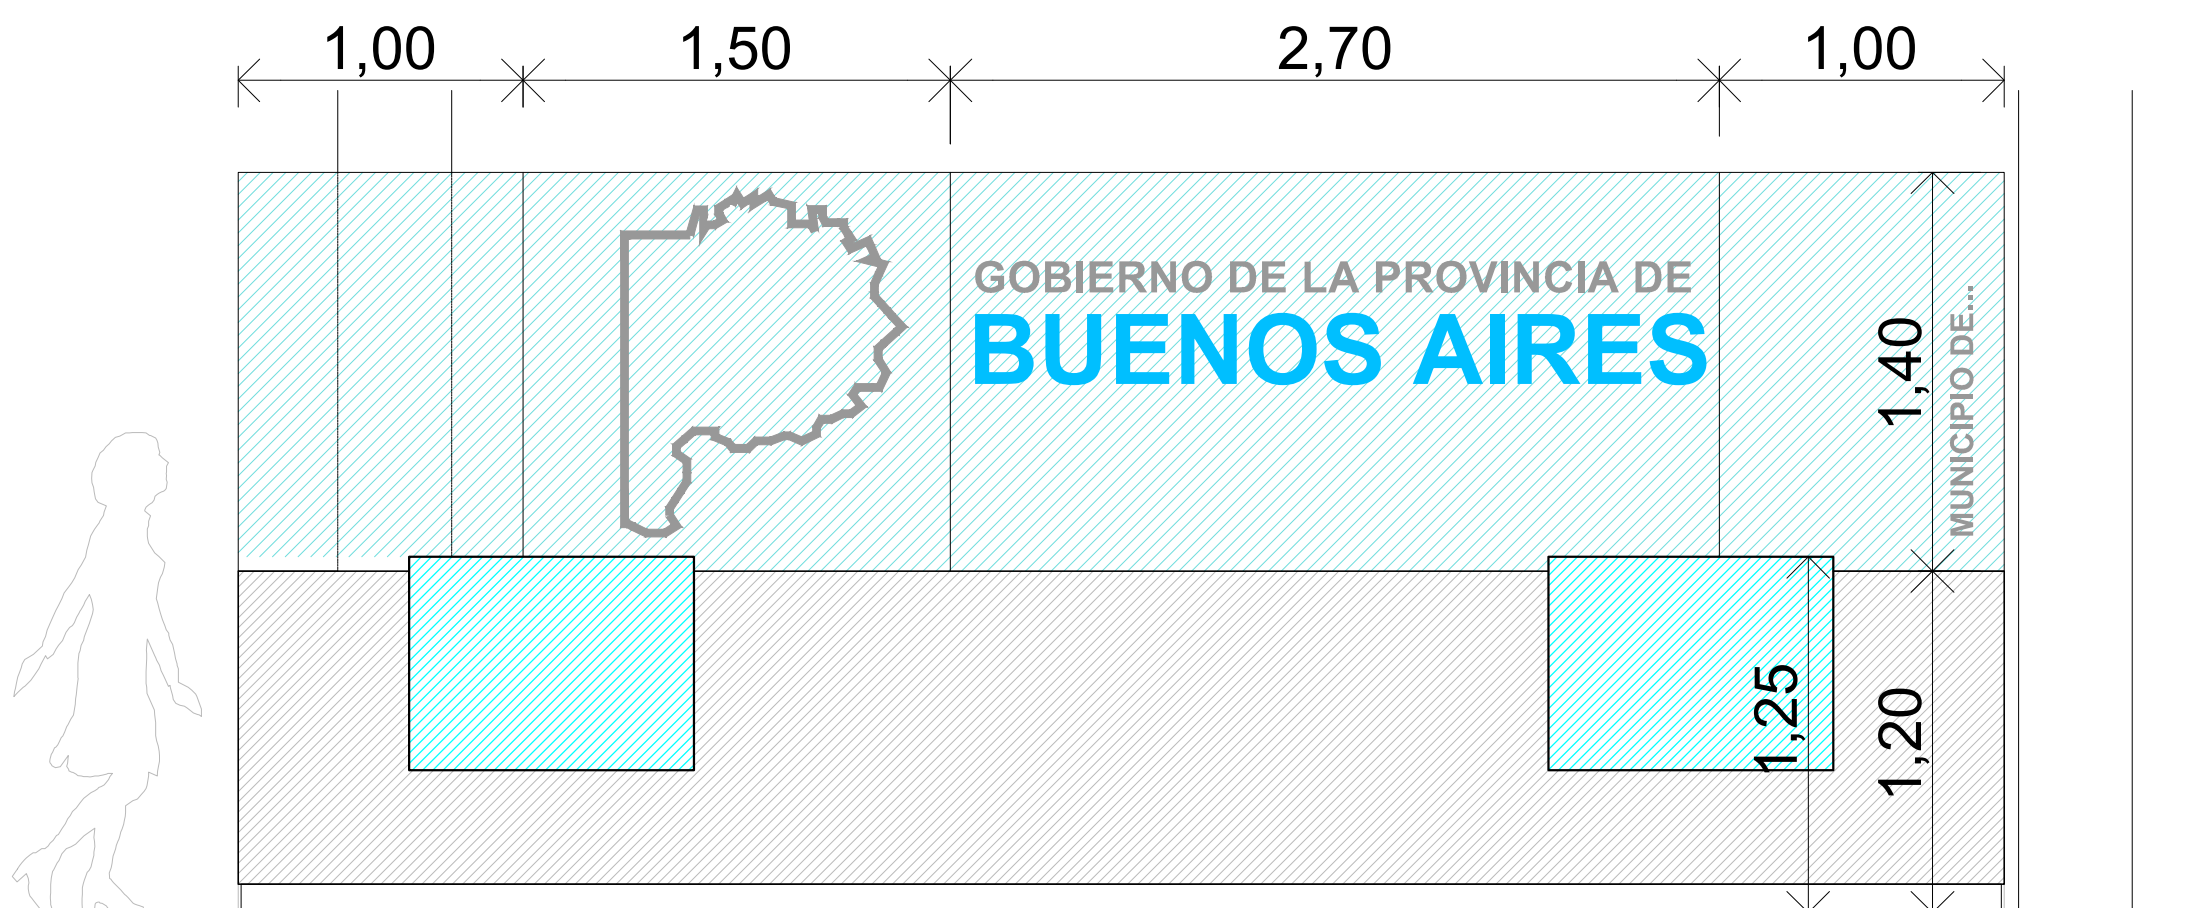 1,00 1,50 2,70 1,00
GOBIERNO DE LA PROVINCIA DE
BUENOS AIRES
1,40
MUNICIPIO DE...
1,25
1,20